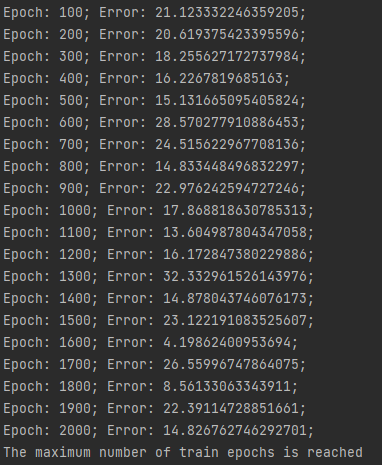 Epoch: 100; Error: 21.123332246359205;
Epoch: 200; Error: 20.619375423395596;
Epoch: 300; Error: 18.255627172737984;
Epoch: 400; Error: 16.2267819685163;
Epoch: 500; Error: 15.131665095405824;
Epoch: 600; Error: 28.570277910886453;
Epoch: 700; Error: 24.515622967708136;
Epoch: 800; Error: 14.833448496832297;
Epoch: 900; Error: 22.976242594727246;
Epoch: 1000; Error: 17.868818630785313;
Epoch: 1100; Error: 13.604987804347058;
Epoch: 1200; Error: 16.172847380229886;
Epoch: 1300; Error: 32.332961526143976;
Epoch: 1400; Error: 14.878043746076173;
Epoch: 1500; Error: 23.122191083525607;
Epoch: 1600; Error: 4.19862400953694;
Epoch: 1700; Error: 26.55996747864075;
Epoch: 1800; Error: 8.56133063343911;
Epoch: 1900; Error: 22.39114728851661;
Epoch: 2000; Error: 14.826762746292701;
The maximum number of train epochs is reached